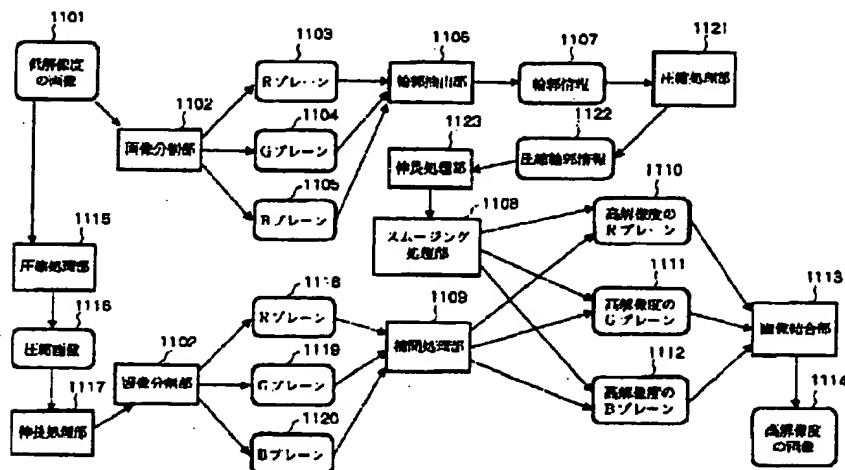 1101
低解像度
の画像
1102
画像分割部
1103
Rプレーン
1104
Gプレーン
1105
Bプレーン
1106
輪郭抽出部
1107
輪郭情報
1121
圧縮処理部
1122
圧縮輪郭情報
1123
伸長処理部
1108
スムージング
処理部
1115
圧縮処理部
1116
圧縮画像
1117
伸長処理部
1102
画像分割部
1118
Rプレーン
1119
Gプレーン
1120
Bプレーン
1109
補間処理部
1110
高解像度の
Rプレーン
1111
高解像度の
Gプレーン
1112
高解像度の
Bプレーン
1113
画像結合部
1114
高解像度
の画像